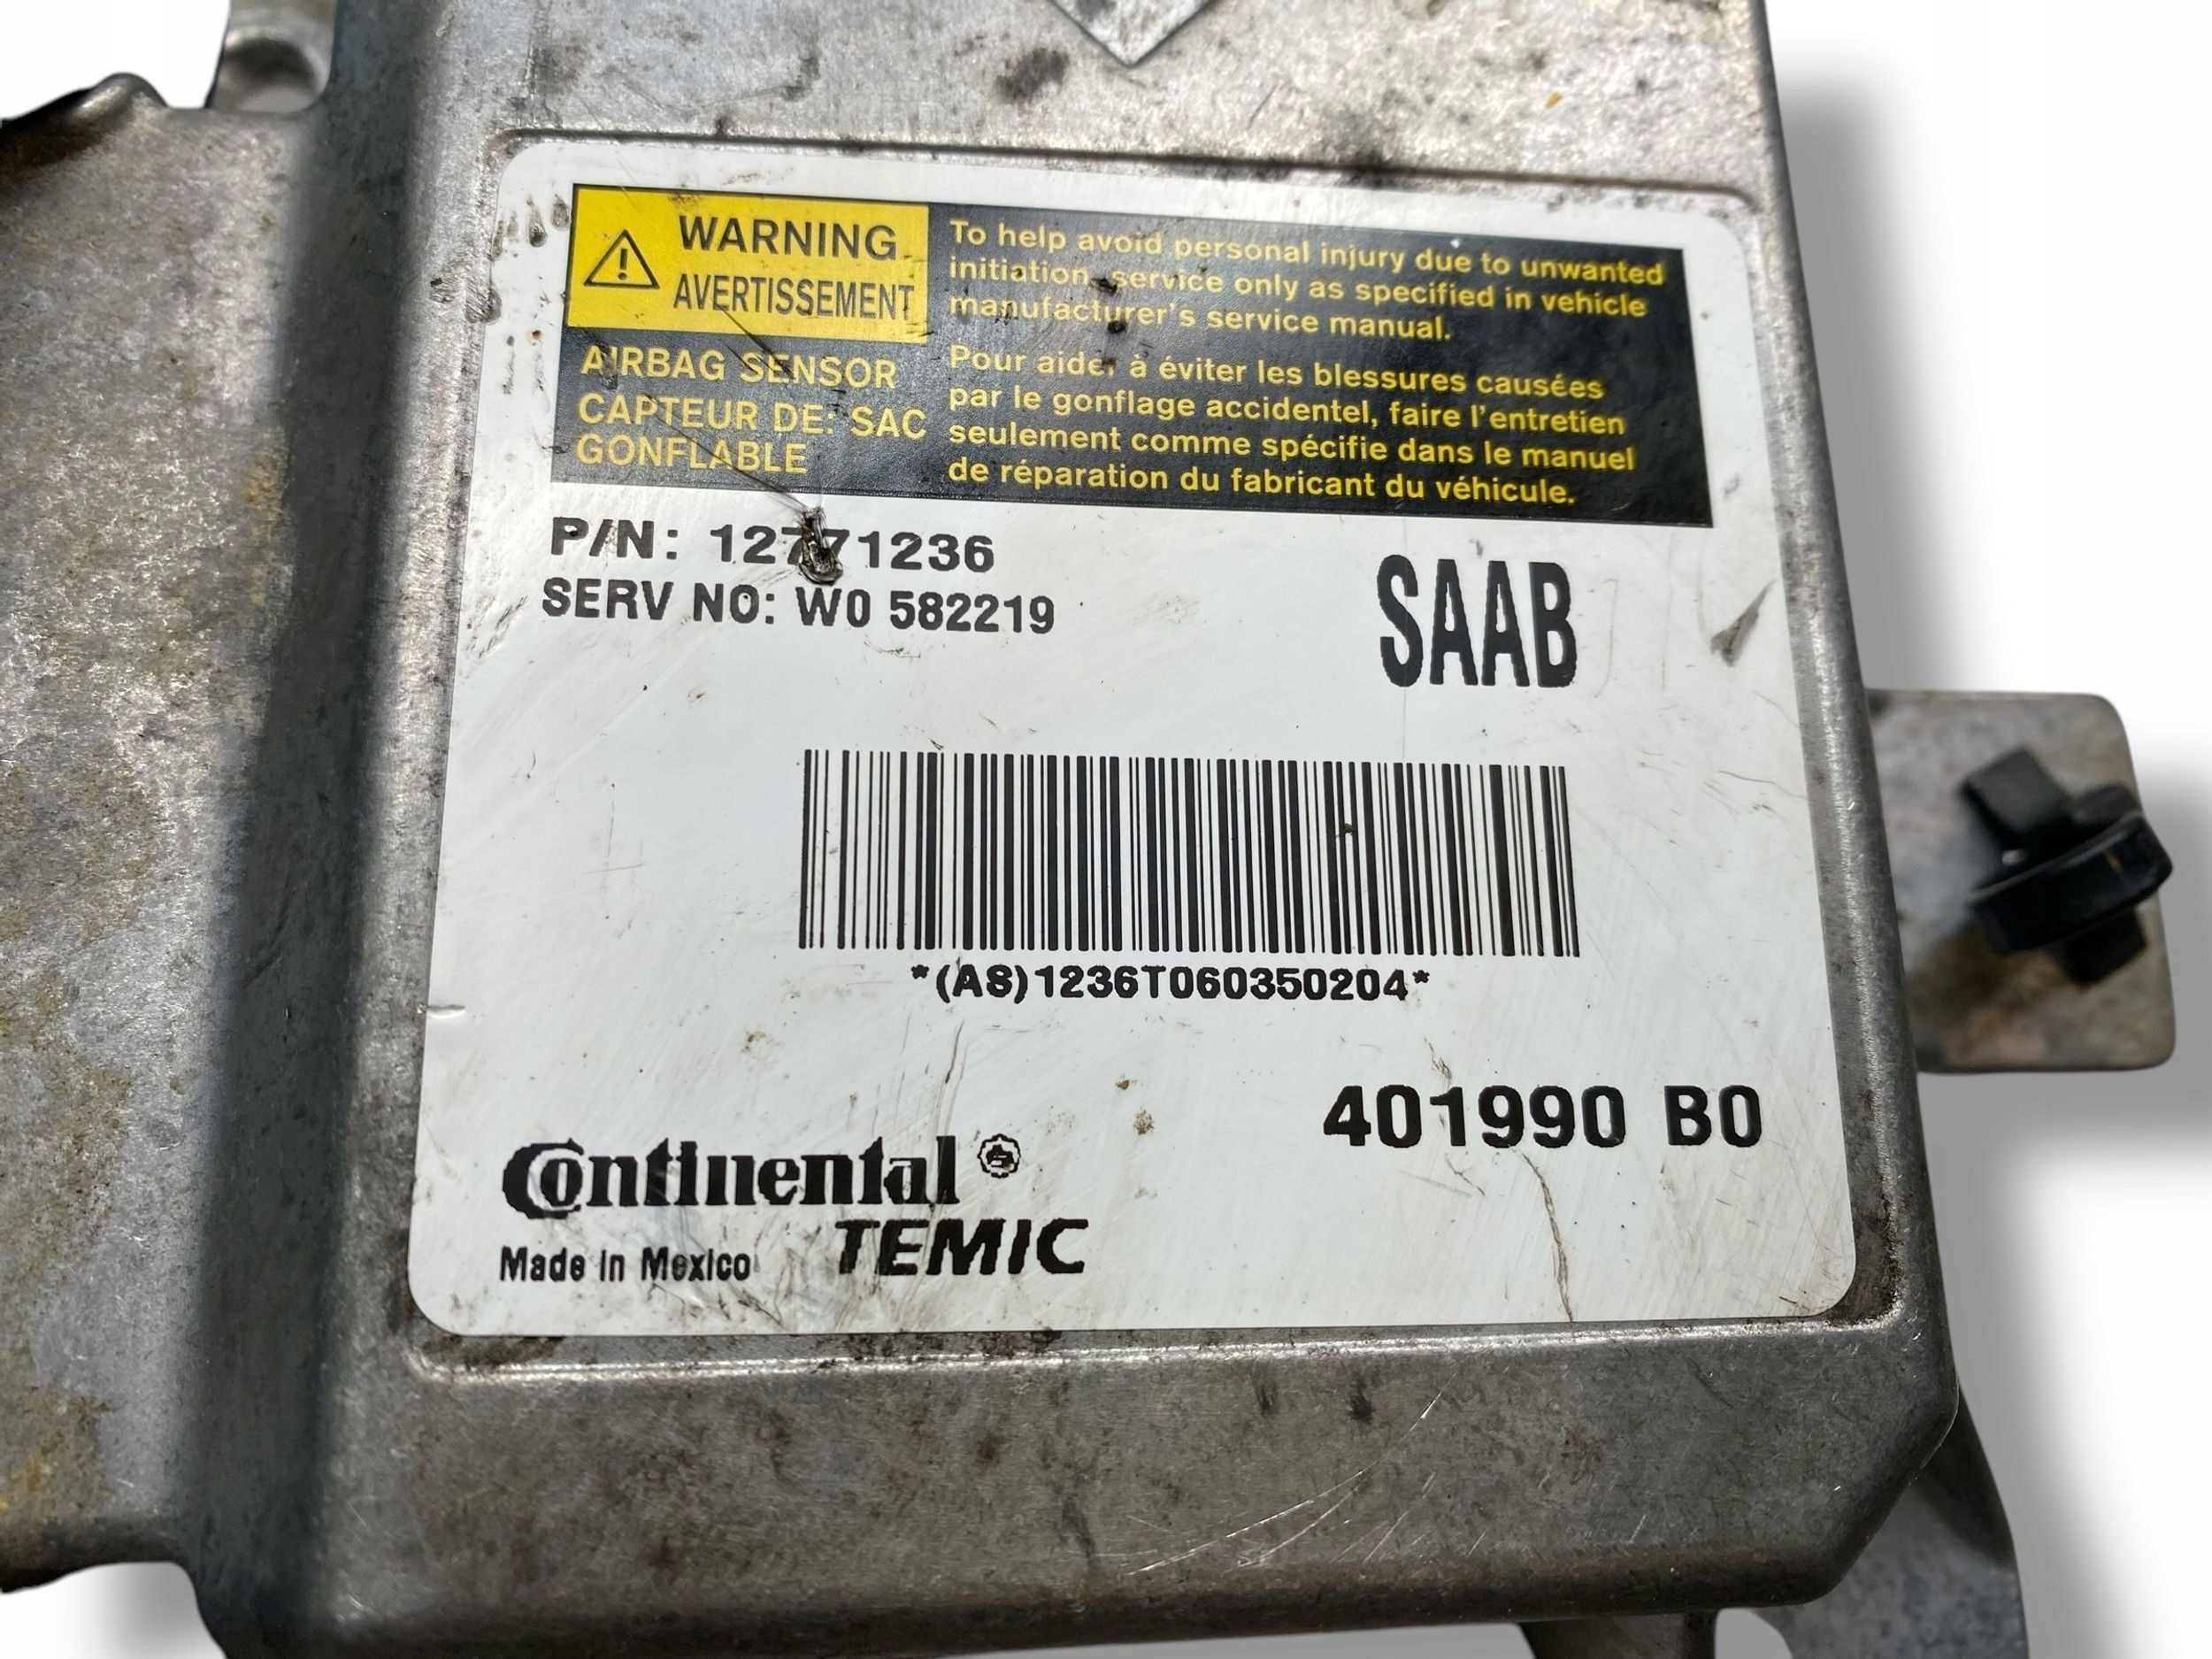 WARNING
AVERTISSEMENT
AIRBAG SENSOR
CAPTEUR DE: SAC
GONFLABLE
To help avoid personal injury due to unwanted
initiation, service only as specified in vehicle
manufacturer's service manual.
Pour aider à éviter les blessures causées
par le gonflage accidentel, faire l'entretien
seulement comme spécifie dans le manuel
de réparation du fabricant du véhicule.
P/N: 12771236
SERV NO: W0 582219
SAAB
*(A8)1236T060350204*
401990 B0
Continental
TEMIC
Made in Mexico